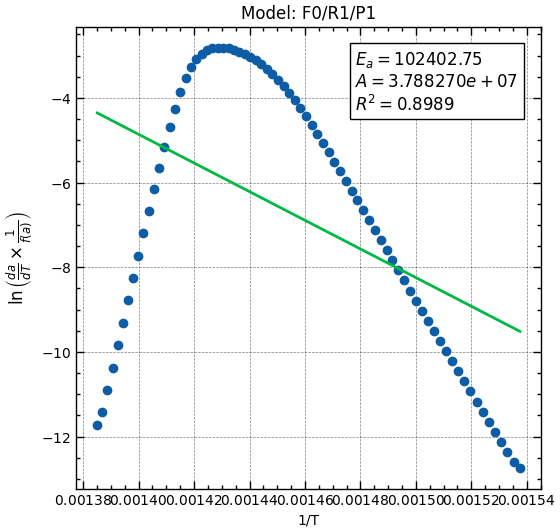 Model: F0/R1/P1
E_a = 102402.75
A = 3.788270e + 07
R^2 = 0.8989
ln (da/dT × 1/f(a))
−4
−6
−8
−10
−12
0.00138 0.00140 0.00142 0.00144 0.00146 0.00148 0.00150 0.00152 0.00154
1/T